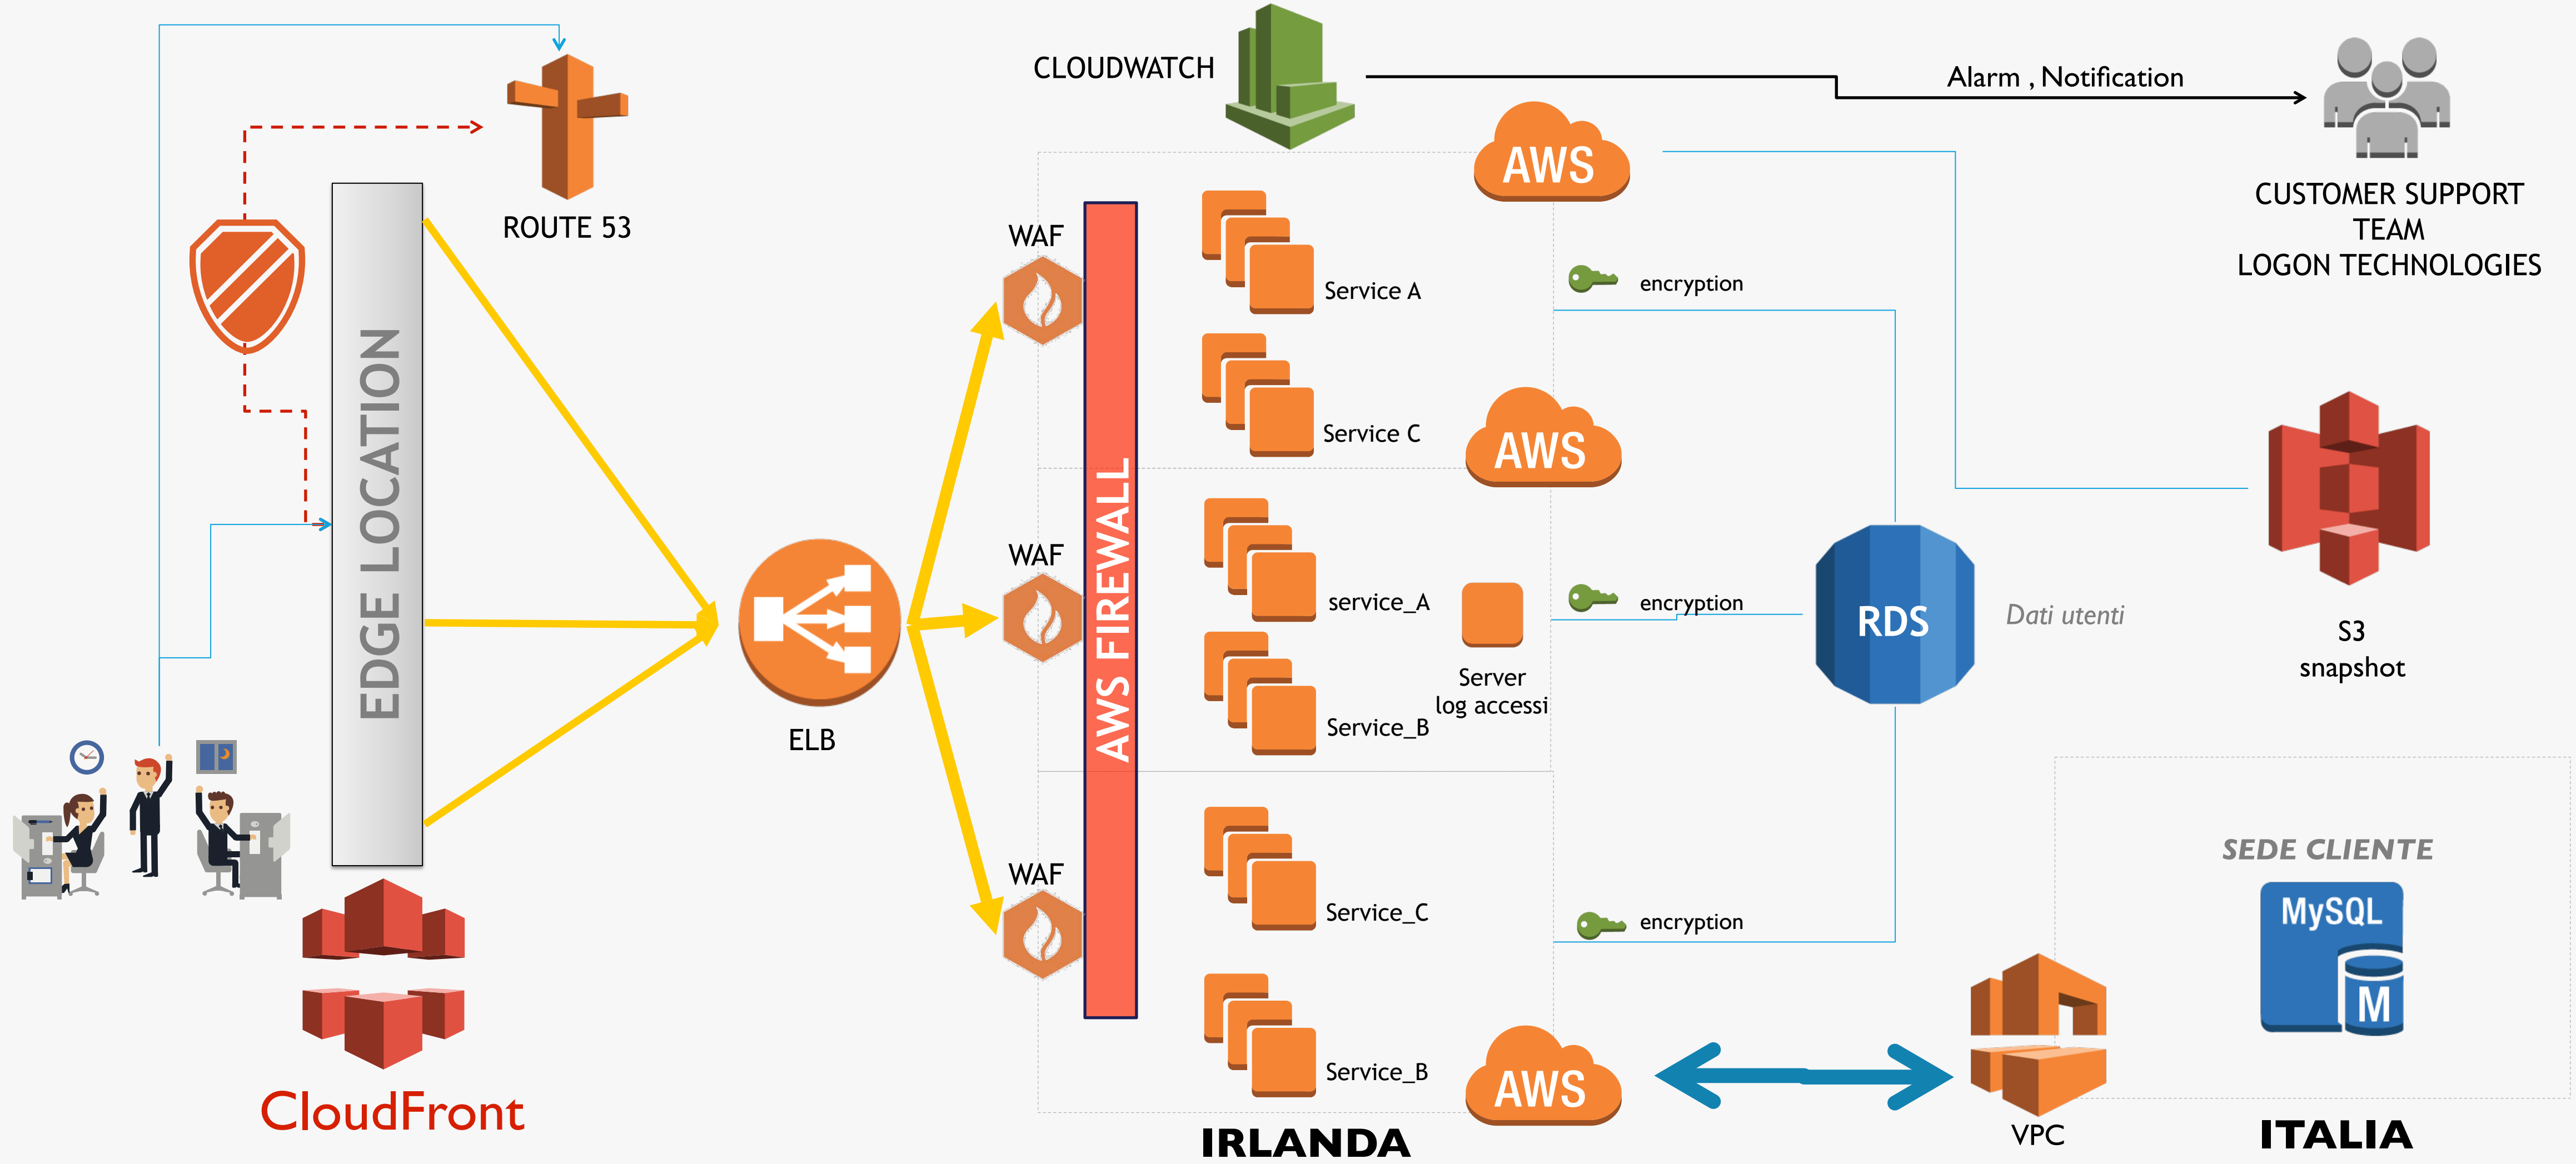 CLOUDWATCH
Alarm , Notification
AWS
CUSTOMER SUPPORT
TEAM
LOGON TECHNOLOGIES
ROUTE 53
WAF
Service A
encryption
EDGE LOCATION
Service C
AWS
AWS FIREWALL
WAF
service_A
encryption
RDS
Dati utenti
S3
snapshot
Server
log accessi
Service_B
ELB
WAF
Service_C
encryption
SEDE CLIENTE
MySQL
M
Service_B
AWS
CloudFront
IRLANDA
VPC
ITALIA